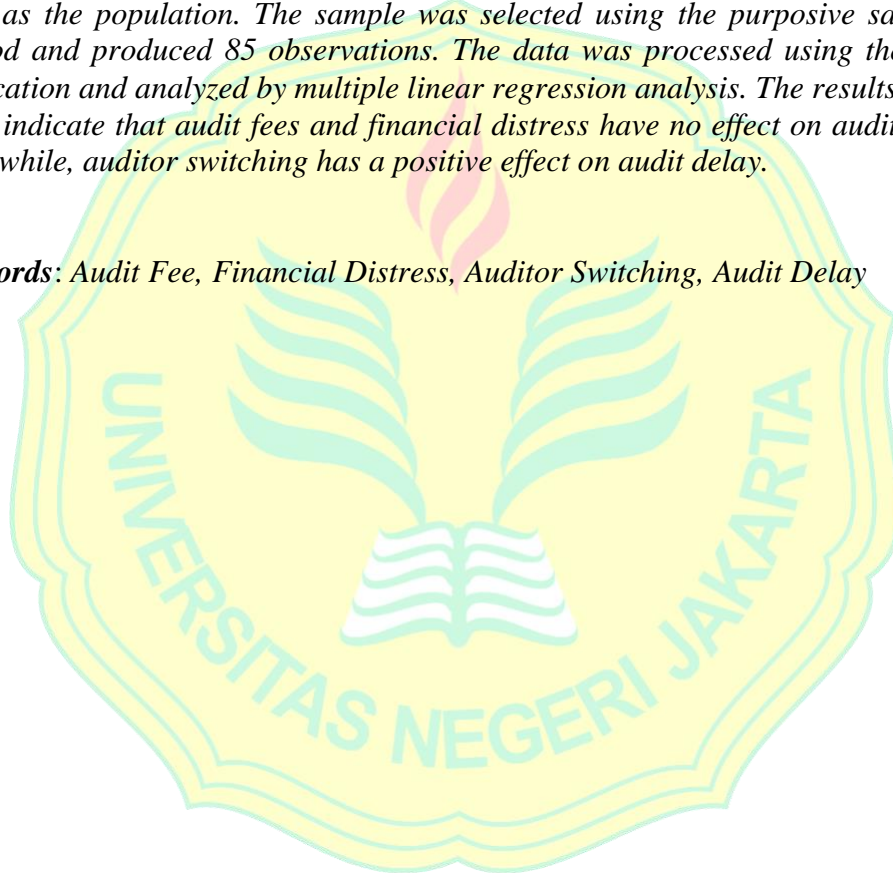 as the population. The sample was selected using the purposive sa
od and produced 85 observations. The data was processed using the
cation and analyzed by multiple linear regression analysis. The results
indicate that audit fees and financial distress have no effect on audit
while, auditor switching has a positive effect on audit delay.
ords: Audit Fee, Financial Distress, Auditor Switching, Audit Delay
UNIVERSITAS NEGERI JAKARTA